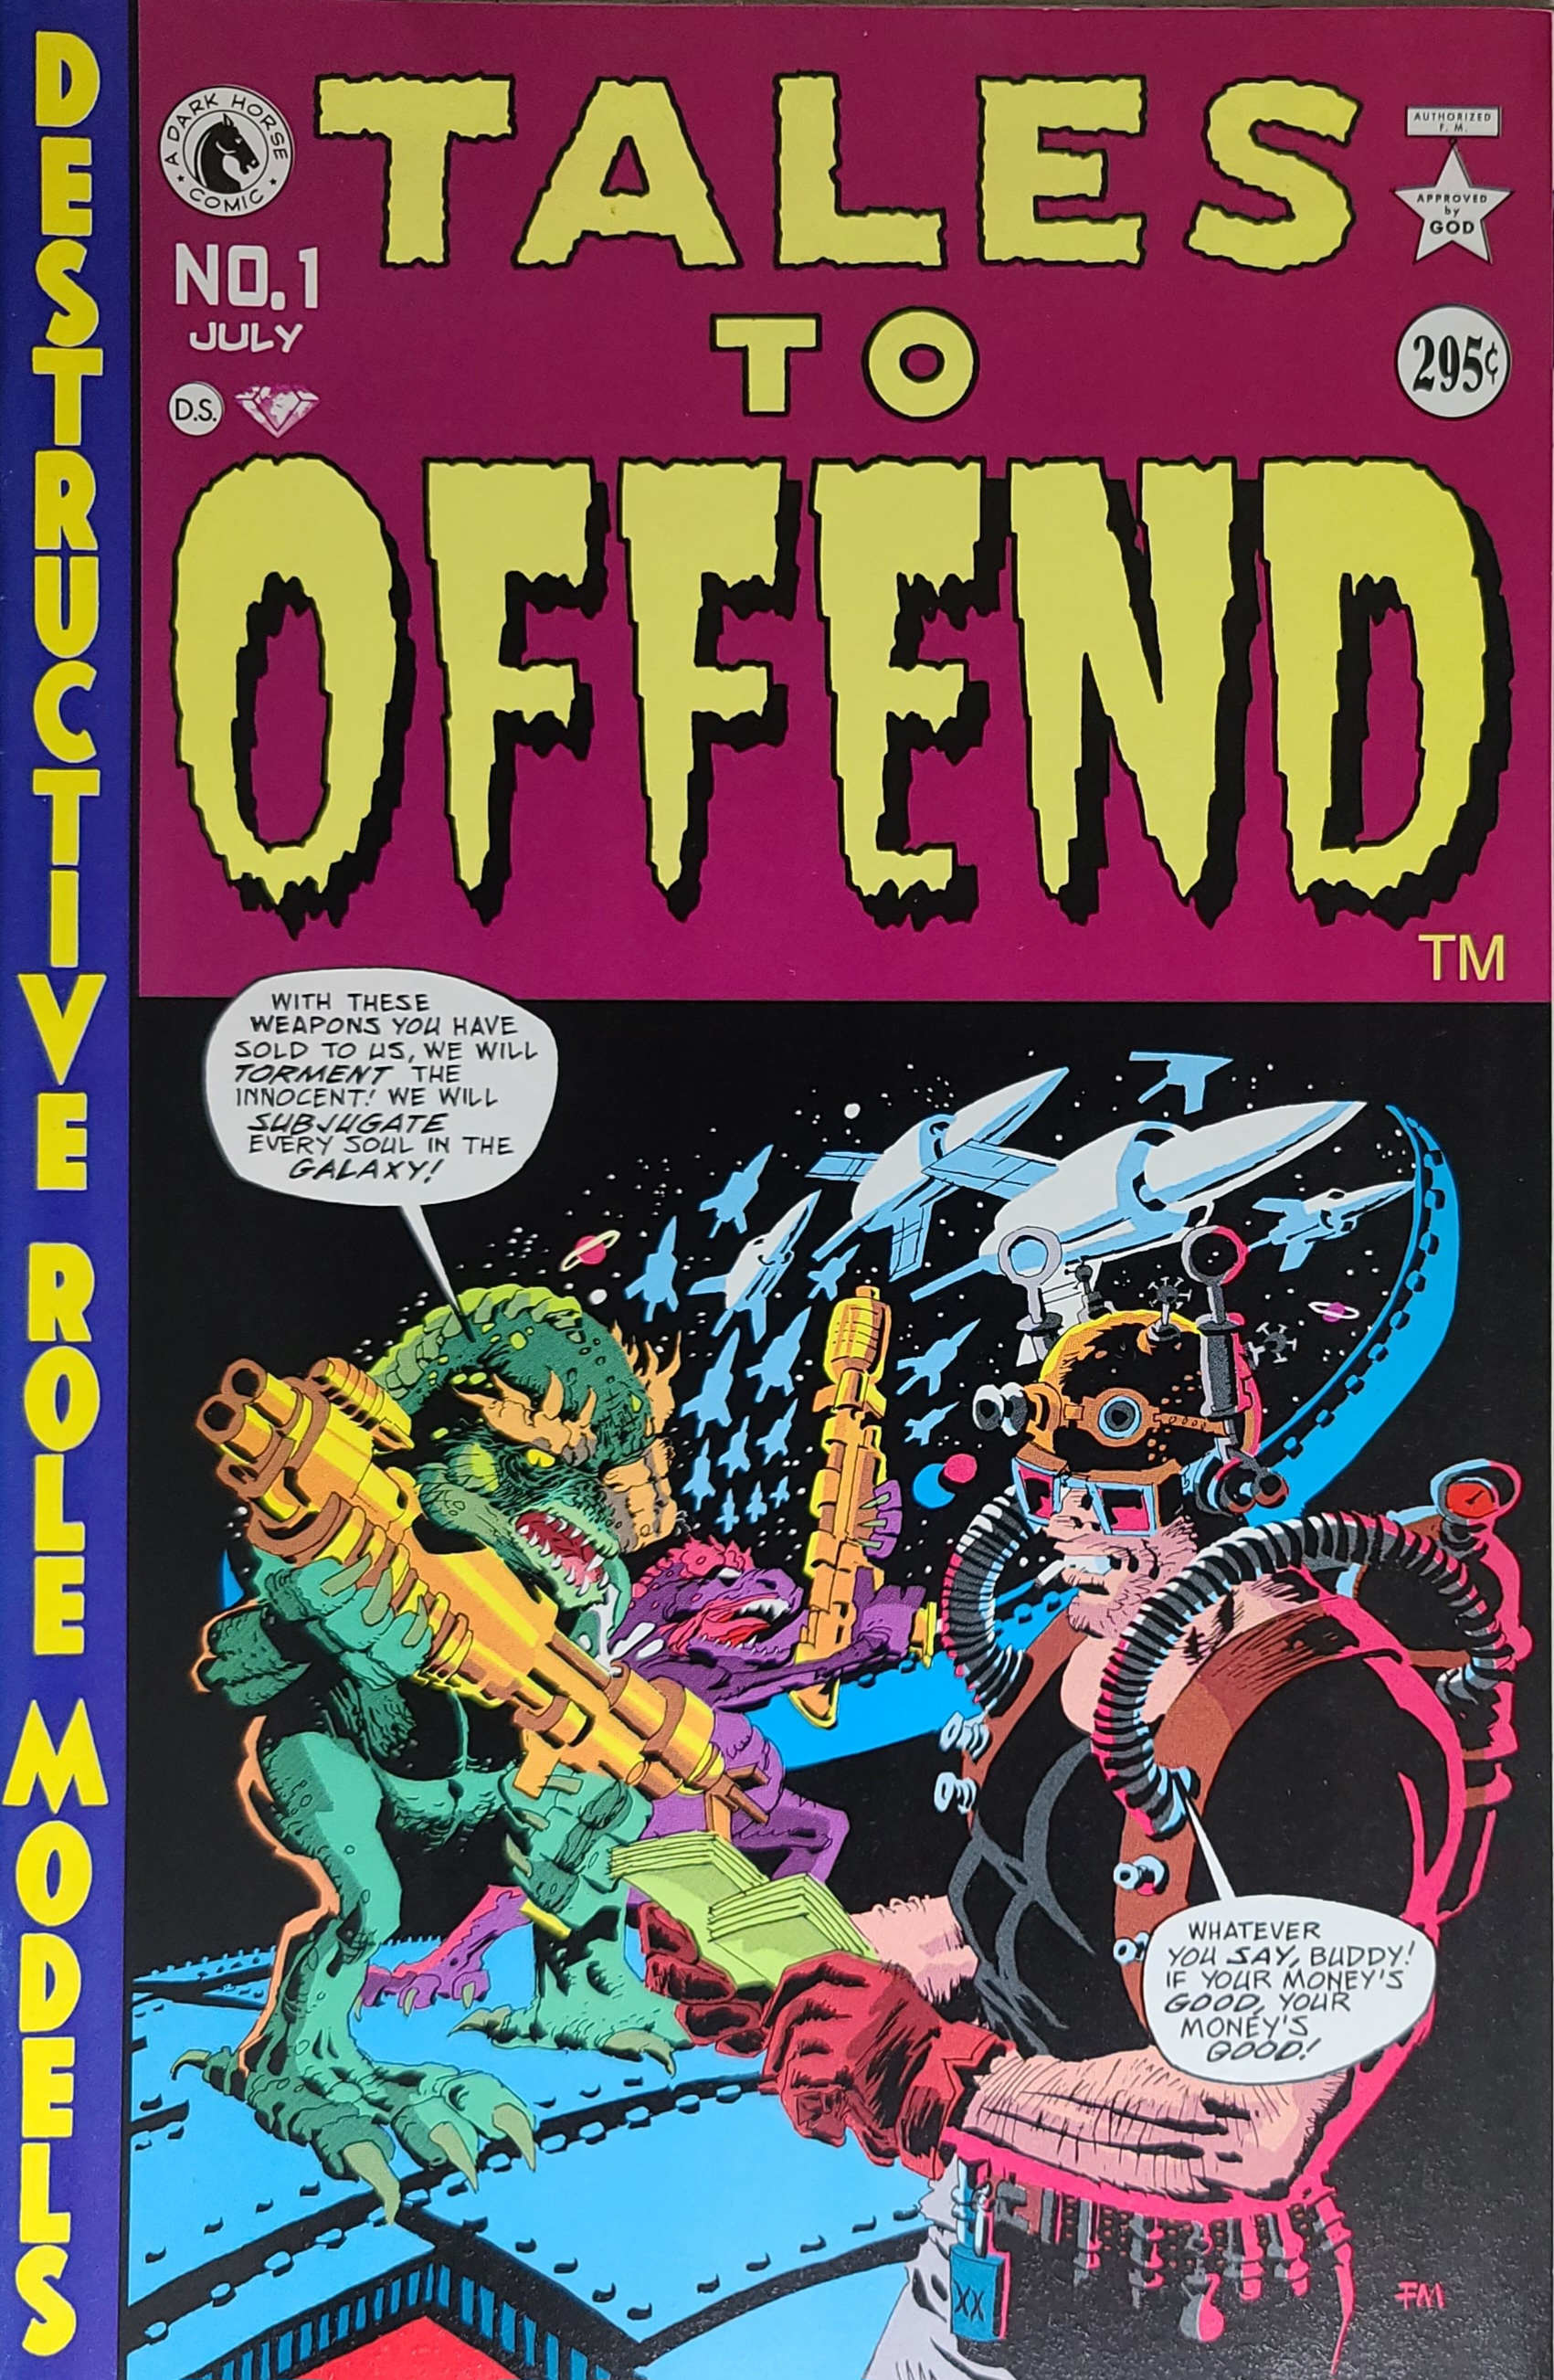 DESTRUCTIVE ROLE MODELS
A DARK HORSE COMIC
TALES
TO
OFFEND
TM
AUTHORIZED
F. M.
APPROVED
by
GOD
NO. 1
JULY
D.S.
295¢
WITH THESE
WEAPONS YOU HAVE
SOLD TO US, WE WILL
TORMENT THE
INNOCENT! WE WILL
SUBJUGATE
EVERY SOUL IN THE
GALAXY!
WHATEVER
YOU SAY, BUDDY!
IF YOUR MONEY'S
GOOD, YOUR
MONEY'S
GOOD!
XX
FM